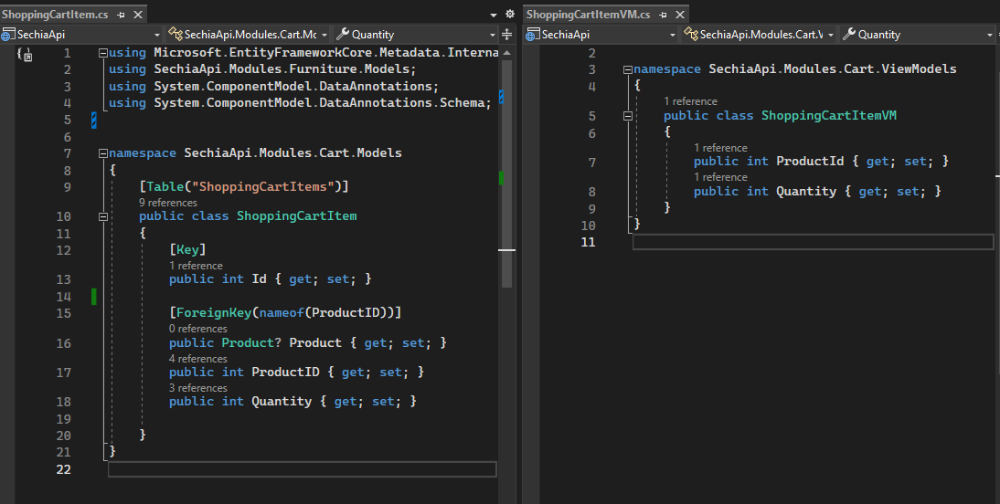 ShoppingCartItem.cs
SechiaApi
SechiaApi.Modules.Cart.Mo
Quantity
1 using Microsoft.EntityFrameworkCore.Metadata.Interna
2 using SechiaApi.Modules.Furniture.Models;
3 using System.ComponentModel.DataAnnotations;
4 using System.ComponentModel.DataAnnotations.Schema;
5
6
7 namespace SechiaApi.Modules.Cart.Models
8 {
9 [Table("ShoppingCartItems")]
9 references
10 public class ShoppingCartItem
11 {
12 [Key]
1 reference
13 public int Id { get; set; }
14
15 [ForeignKey(nameof(ProductID))]
0 references
16 public Product? Product { get; set; }
4 references
17 public int ProductID { get; set; }
3 references
18 public int Quantity { get; set; }
19
20 }
21 }
22
ShoppingCartItemVM.cs
SechiaApi
SechiaApi.Modules.Cart.V
Quantity
2
3 namespace SechiaApi.Modules.Cart.ViewModels
4 {
1 reference
5 public class ShoppingCartItemVM
6 {
1 reference
7 public int ProductId { get; set; }
1 reference
8 public int Quantity { get; set; }
9 }
10 }
11